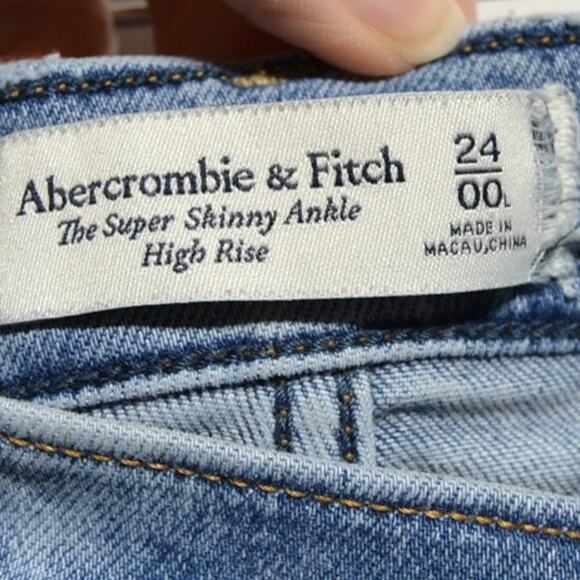 Abercrombie & Fitch
The Super Skinny Ankle
High Rise
24
00L
MADE IN
MACAU, CHINA